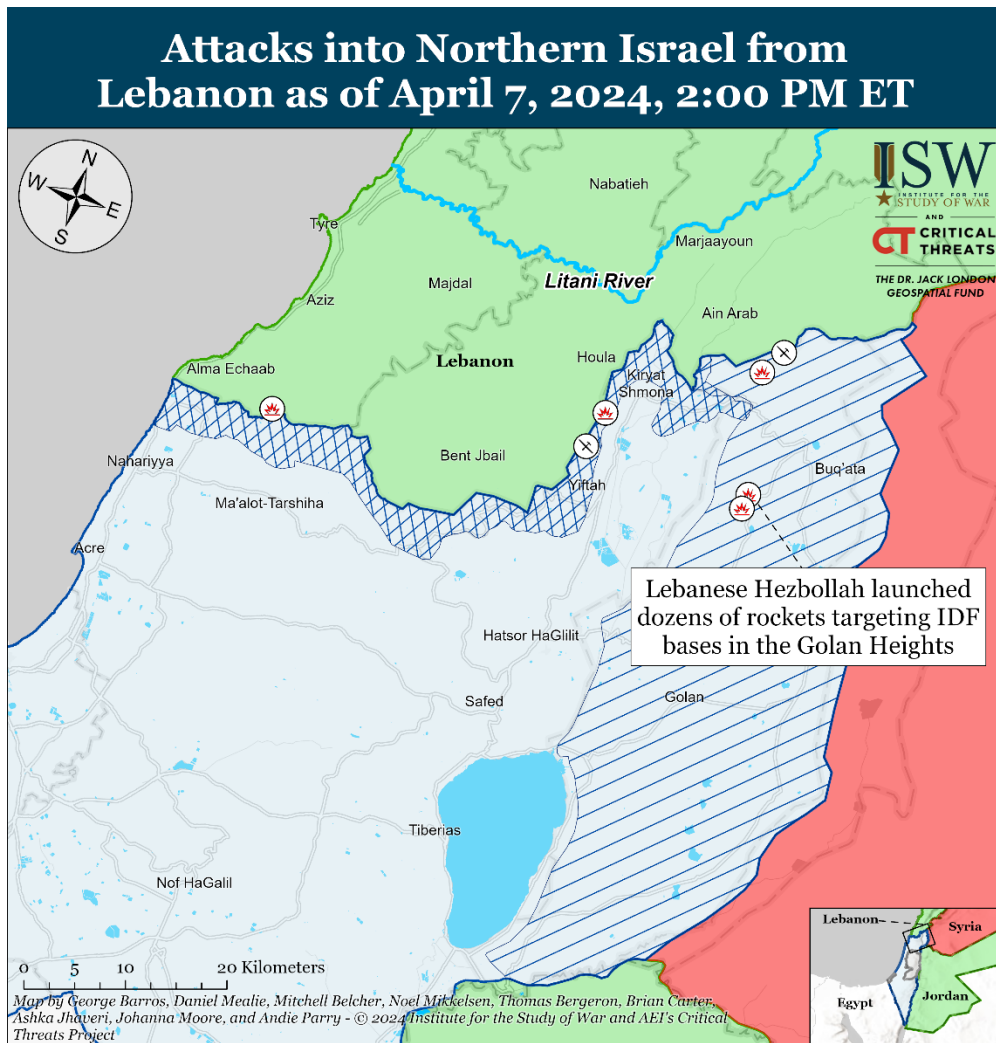 Attacks into Northern Israel from
Lebanon as of April 7, 2024, 2:00 PM ET
N
W
E
S
ISW
INSTITUTE FOR THE
STUDY OF WAR
AND
CT CRITICAL
THREATS
THE DR. JACK LONDON
GEOSPATIAL FUND
Nabatieh
Tyre
Marjaayoun
Majdal
Litani River
Aziz
Ain Arab
Lebanon
Houla
Alma Echaab
Kiryat
Shmona
Bent Jbail
Nahariyya
Buq'ata
Yiftah
Ma'alot-Tarshiha
Acre
Lebanese Hezbollah launched
dozens of rockets targeting IDF
bases in the Golan Heights
Hatsor HaGlilit
Safed
Golan
Tiberias
Nof HaGalil
Lebanon
Syria
Egypt
Jordan
0 5 10 20 Kilometers
Map by George Barros, Daniel Mealie, Mitchell Belcher, Noel Mikkelsen, Thomas Bergeron, Brian Carter,
Ashka Jhaveri, Johanna Moore, and Andie Parry - © 2024 Institute for the Study of War and AEI's Critical
Threats Project